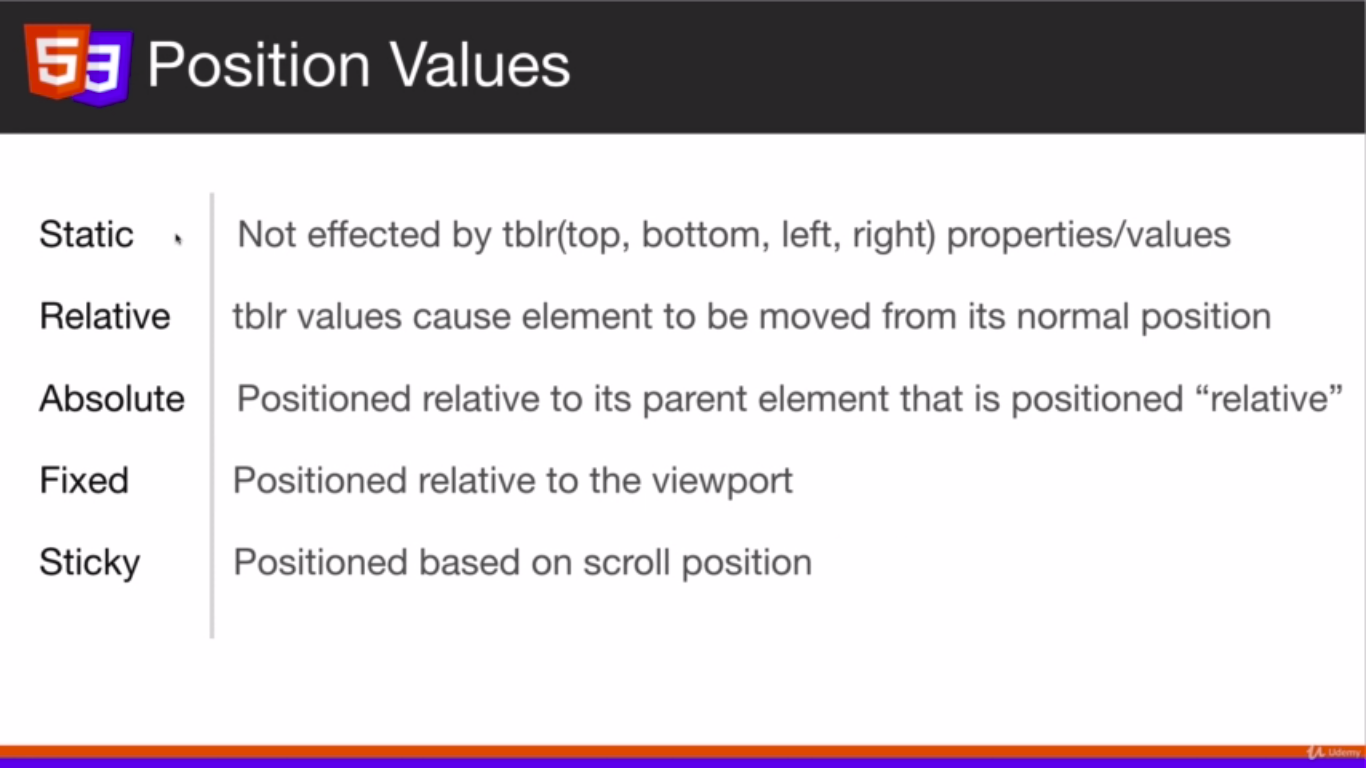 5 3 Position Values
Static Not effected by tblr(top, bottom, left, right) properties/values
Relative tblr values cause element to be moved from its normal position
Absolute Positioned relative to its parent element that is positioned “relative”
Fixed Positioned relative to the viewport
Sticky Positioned based on scroll position
Udemy